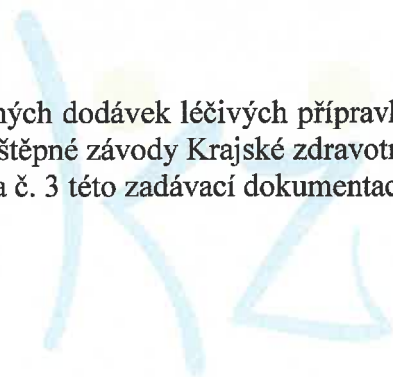 ných dodávek léčivých přípravk
štěpné závody Krajské zdravotn
a č. 3 této zadávací dokumentac